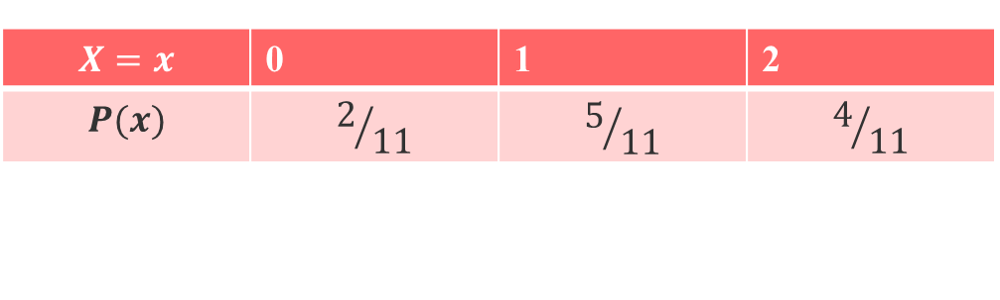 X = x 0 1 2
P(x) 2/11 5/11 4/11